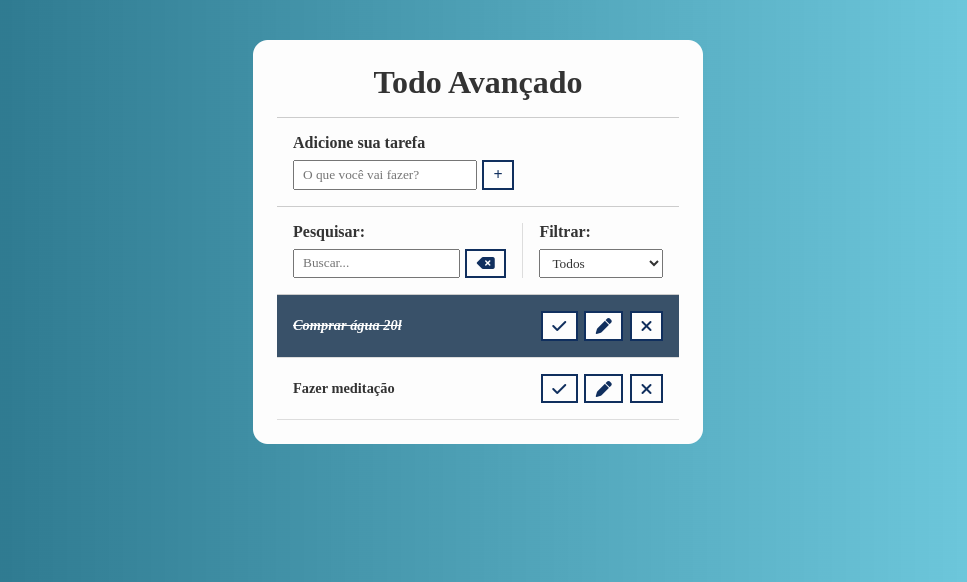 Todo Avançado
Adicione sua tarefa
O que você vai fazer? +
Pesquisar: Filtrar:
Buscar... Todos
Comprar água 20l
Fazer meditação